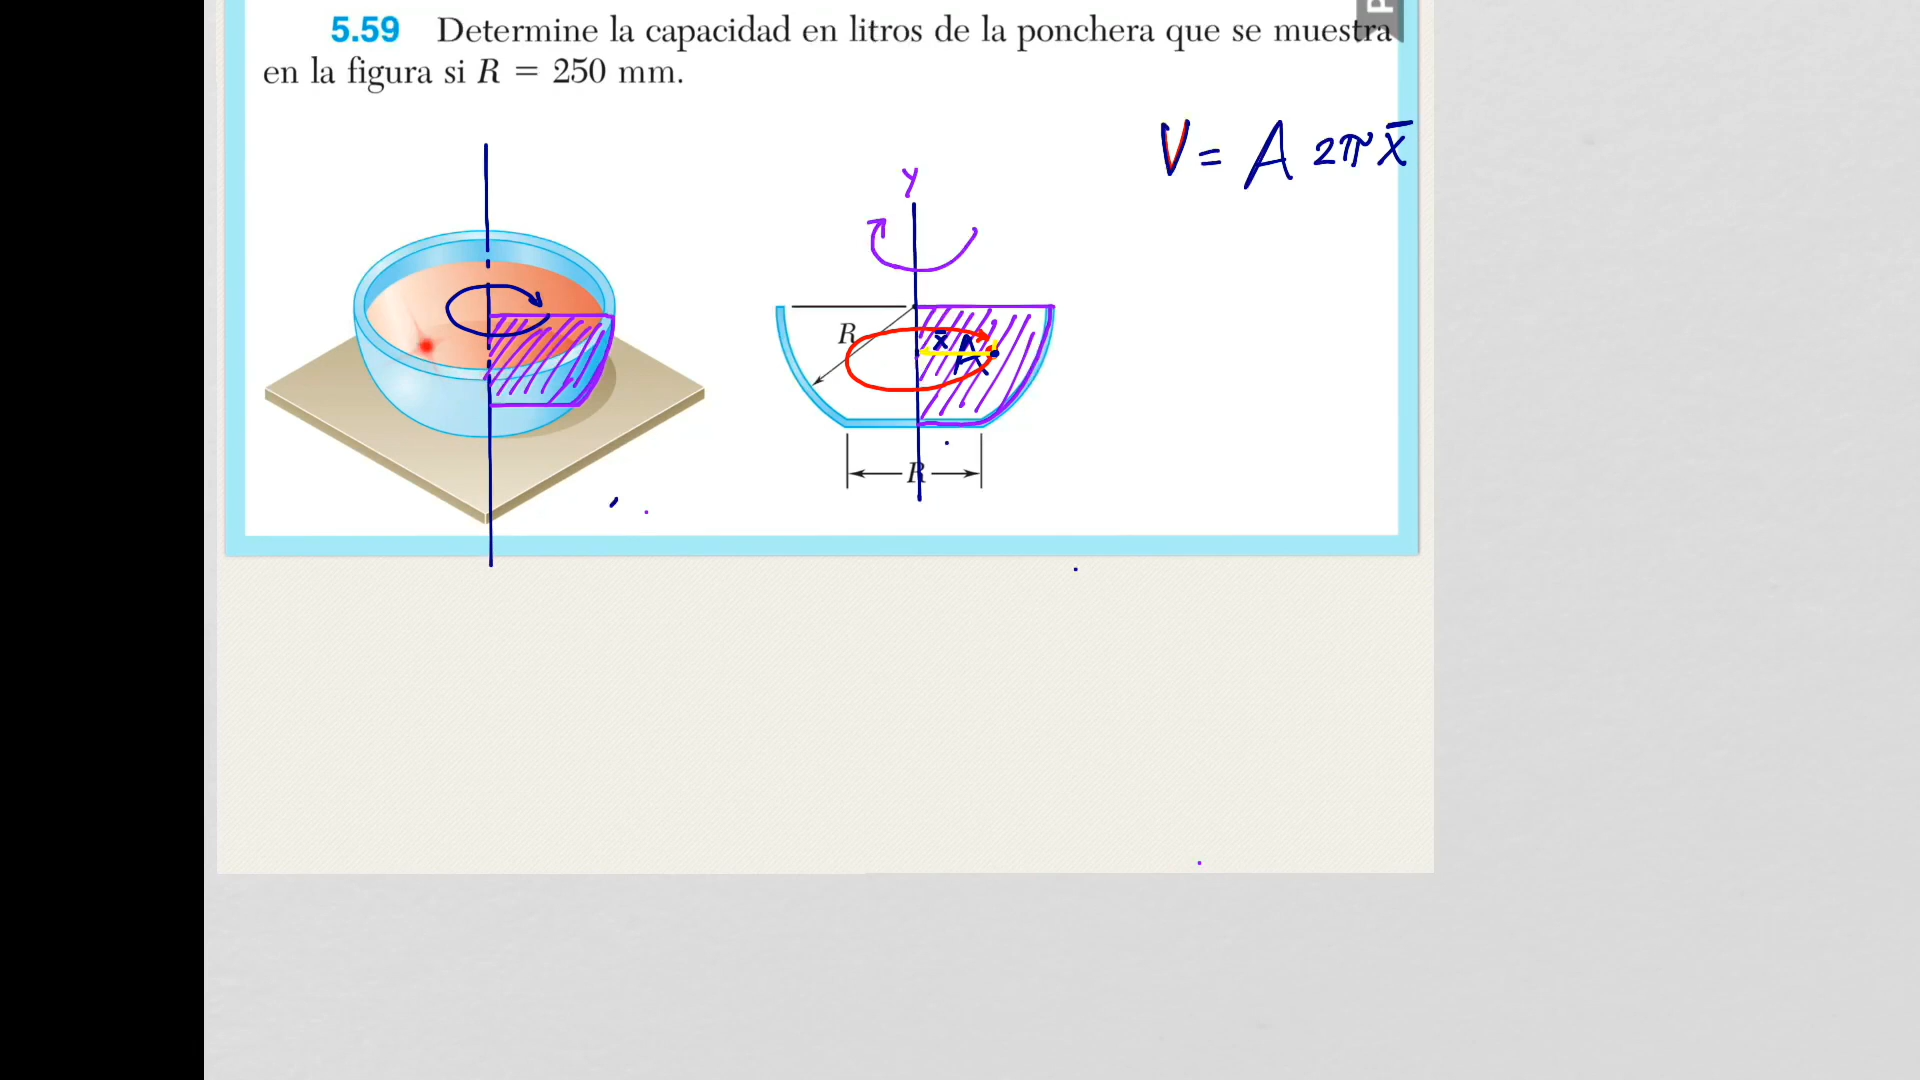 5.59 Determine la capacidad en litros de la ponchera que se muestra
en la figura si R = 250 mm.
V = A 2π x̄
y
R
x̄
A
R